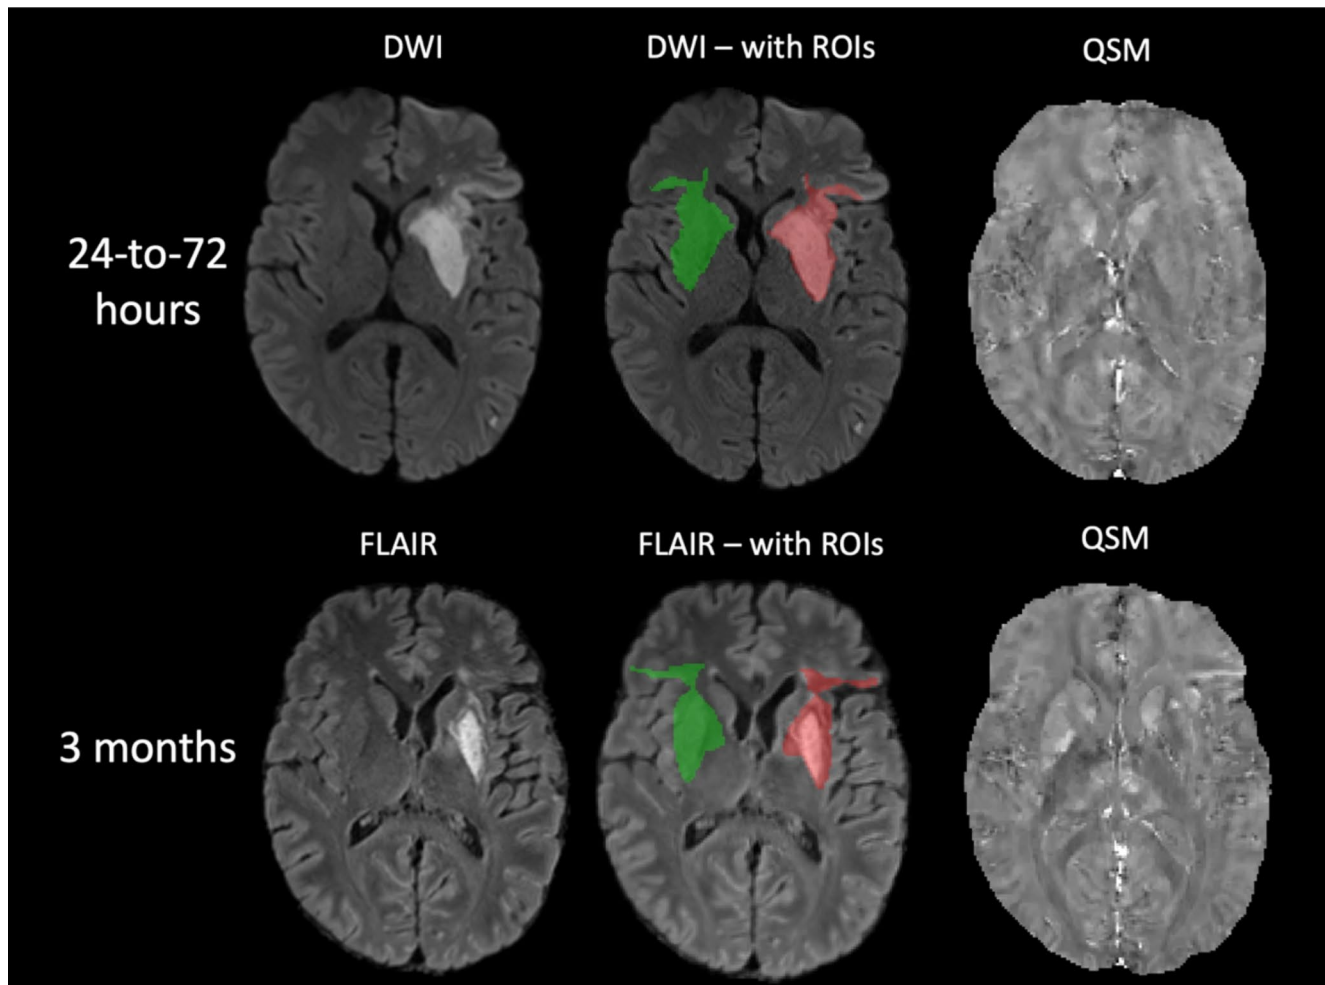 DWI
DWI – with ROIs
QSM
24-to-72
hours
FLAIR
FLAIR – with ROIs
QSM
3 months